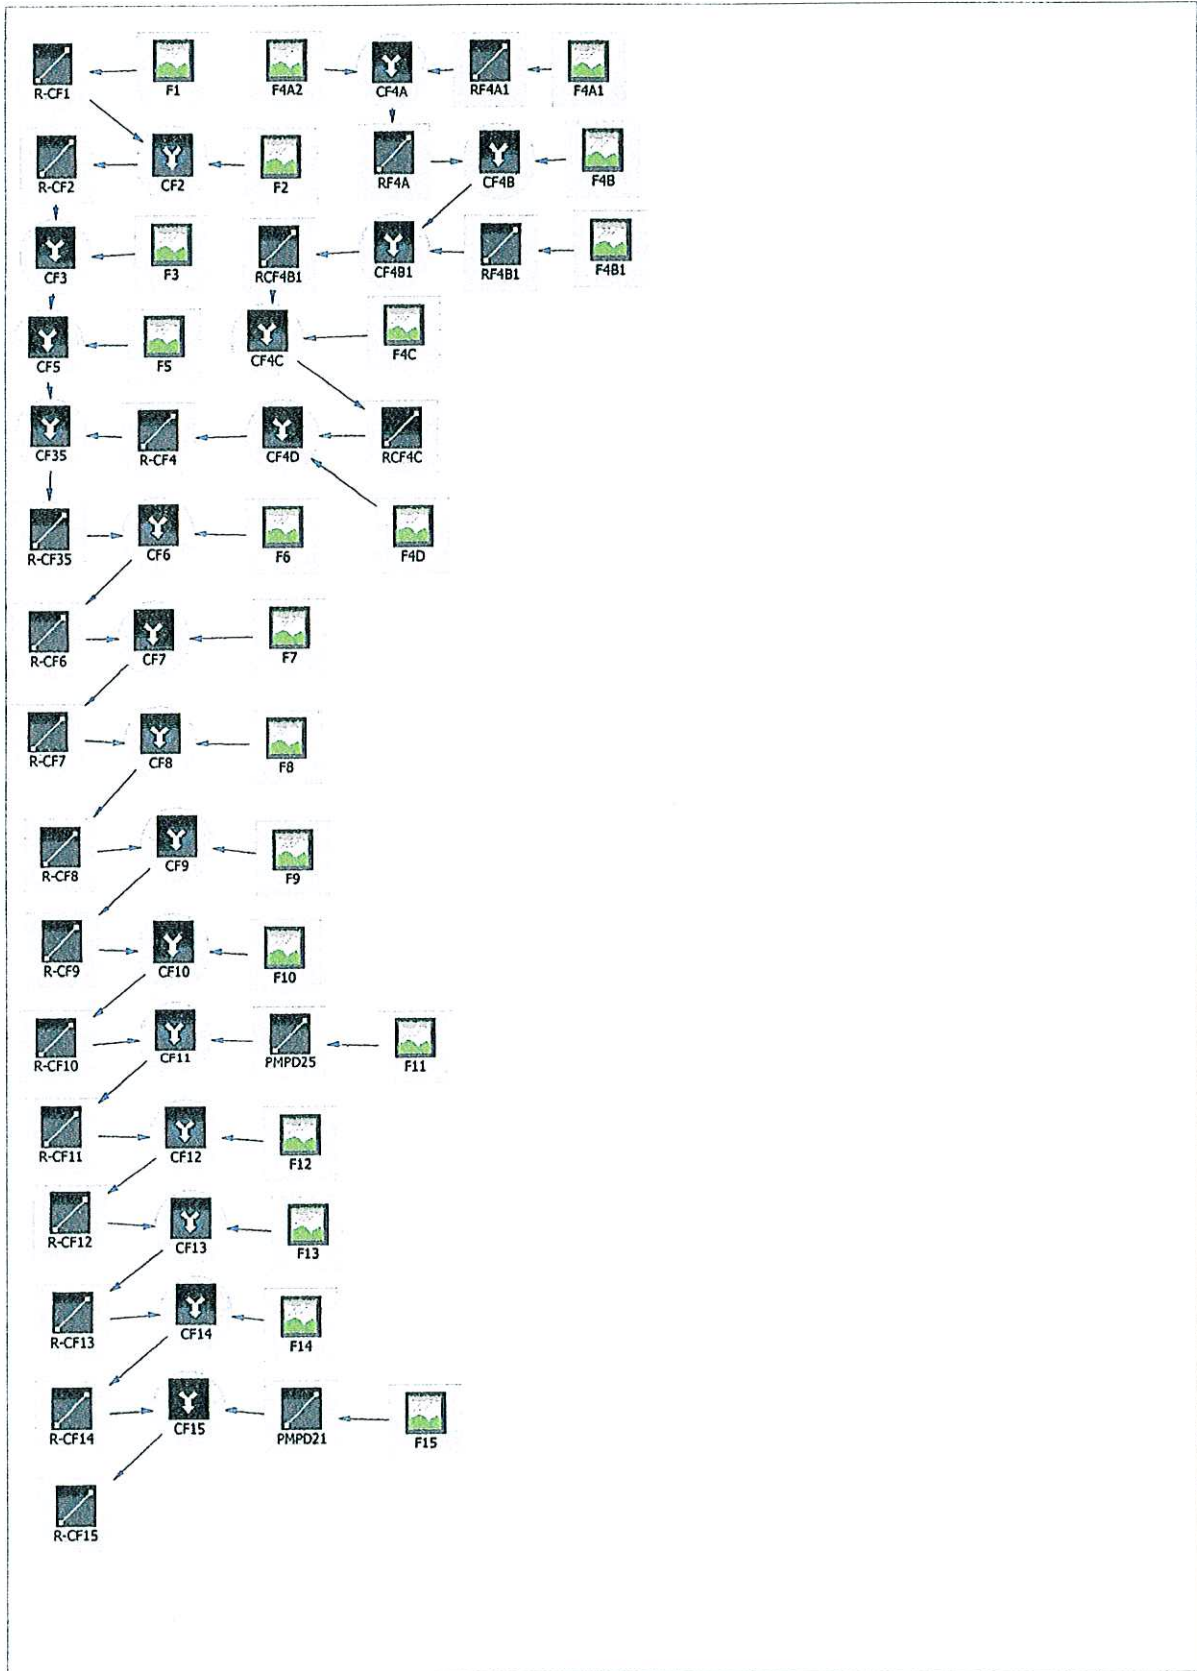 R-CF1 F1 F4A2 CF4A RF4A1 F4A1
R-CF2 CF2 F2 RF4A CF4B F4B
CF3 F3 RCF4B1 CF4B1 RF4B1 F4B1
CF5 F5 CF4C F4C
CF35 R-CF4 CF4D RCF4C
R-CF35 CF6 F6 F4D
R-CF6 CF7 F7
R-CF7 CF8 F8
R-CF8 CF9 F9
R-CF9 CF10 F10
R-CF10 CF11 PMPD25 F11
R-CF11 CF12 F12
R-CF12 CF13 F13
R-CF13 CF14 F14
R-CF14 CF15 PMPD21 F15
R-CF15